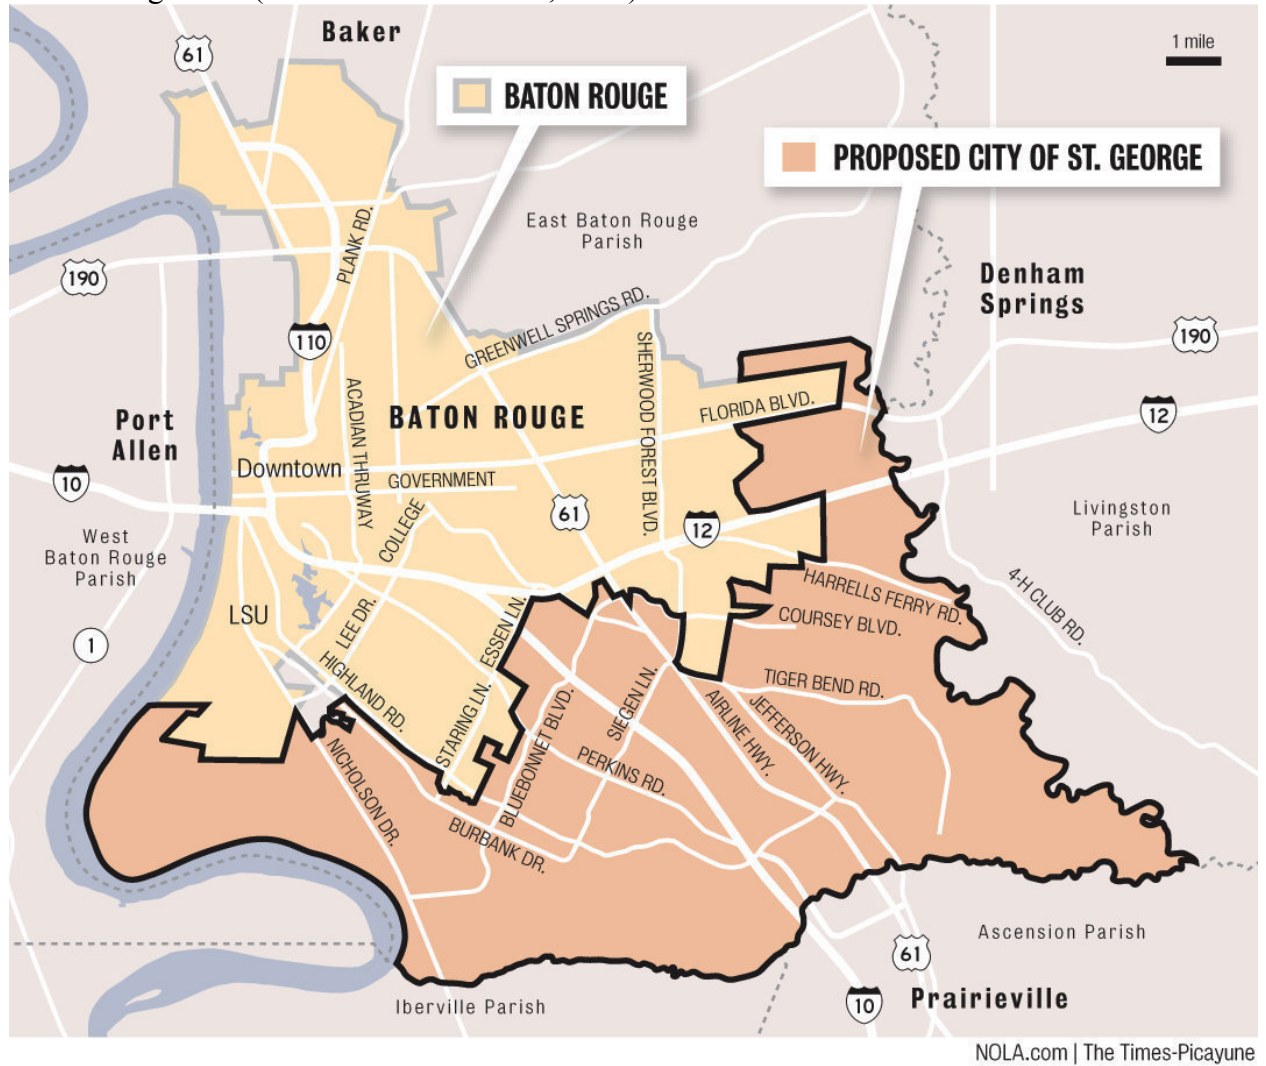 Baker
61
1 mile
BATON ROUGE
PROPOSED CITY OF ST. GEORGE
East Baton Rouge
Parish
PLANK RD.
190
Denham
Springs
GREENWELL SPRINGS RD.
110
190
SHERWOOD FOREST BLVD.
ACADIAN THRUWAY
BATON ROUGE
FLORIDA BLVD.
12
Port
Allen
Downtown
GOVERNMENT
10
61
12
COLLEGE
Livingston
Parish
West
Baton Rouge
Parish
HARRELLS FERRY RD.
4-H CLUB RD.
LSU
LEE DR.
ESSEN LN.
COURSEY BLVD.
1
HIGHLAND RD.
TIGER BEND RD.
STARING LN.
SIEGEN LN.
BLUEBONNET BLVD.
AIRLINE HWY.
JEFFERSON HWY.
NICHOLSON DR.
PERKINS RD.
BURBANK DR.
Ascension Parish
61
Iberville Parish
10
Prairieville
NOLA.com | The Times-Picayune